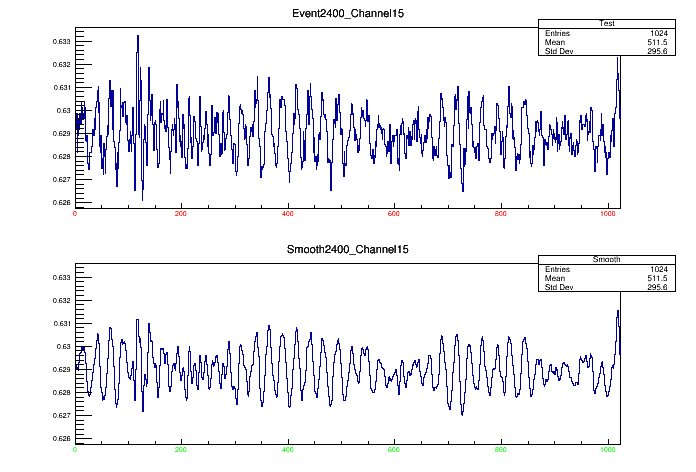 Event2400_Channel15
Test
Entries 1024
Mean 511.5
Std Dev 295.6
0.633
0.632
0.631
0.63
0.629
0.628
0.627
0.626
0 200 400 600 800 1000
Smooth2400_Channel15
Smooth
Entries 1024
Mean 511.5
Std Dev 295.6
0.633
0.632
0.631
0.63
0.629
0.628
0.627
0.626
0 200 400 600 800 1000